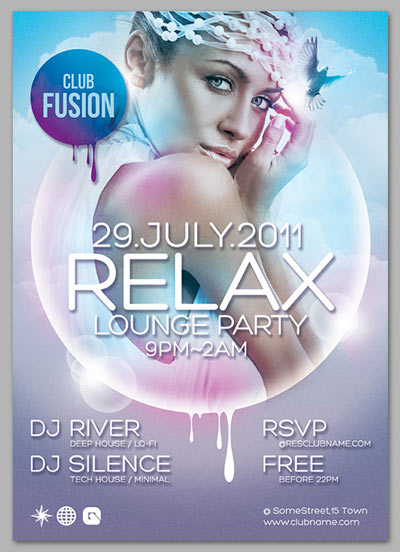 CLUB
FUSION
29.JULY.2011
RELAX
LOUNGE PARTY
9PM~2AM
DJ RIVER
DEEP HOUSE / LO-FI
DJ SILENCE
TECH HOUSE / MINIMAL
RSVP
@RESCLUBNAME.COM
FREE
BEFORE 22PM
@ SomeStreet,15 Town
www.clubname.com